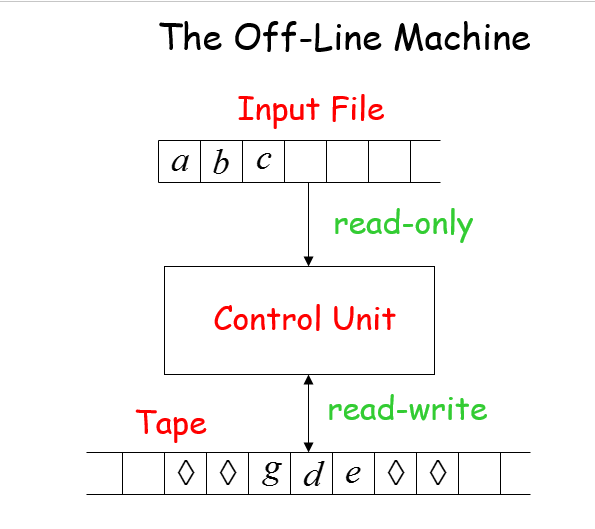 The Off-Line Machine
Input File
a b c
read-only
Control Unit
read-write
Tape
◊ ◊ g d e ◊ ◊